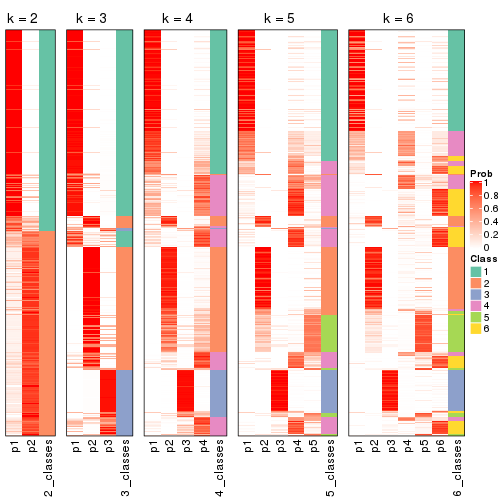 k = 2
k = 3
k = 4
k = 5
k = 6
p1
p2
2_classes
p1
p2
p3
3_classes
p1
p2
p3
p4
4_classes
p1
p2
p3
p4
p5
5_classes
p1
p2
p3
p4
p5
p6
6_classes
Prob
1
0.8
0.6
0.4
0.2
0
Class
1
2
3
4
5
6